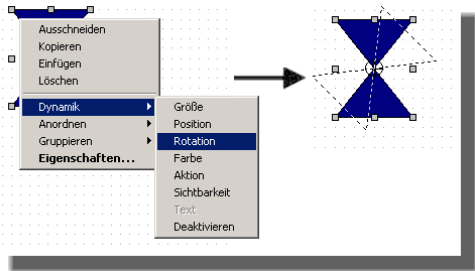 Ausschneiden
Kopieren
Einfügen
Löschen
Dynamik
Anordnen
Gruppieren
Eigenschaften...
Größe
Position
Rotation
Farbe
Aktion
Sichtbarkeit
Text
Deaktivieren